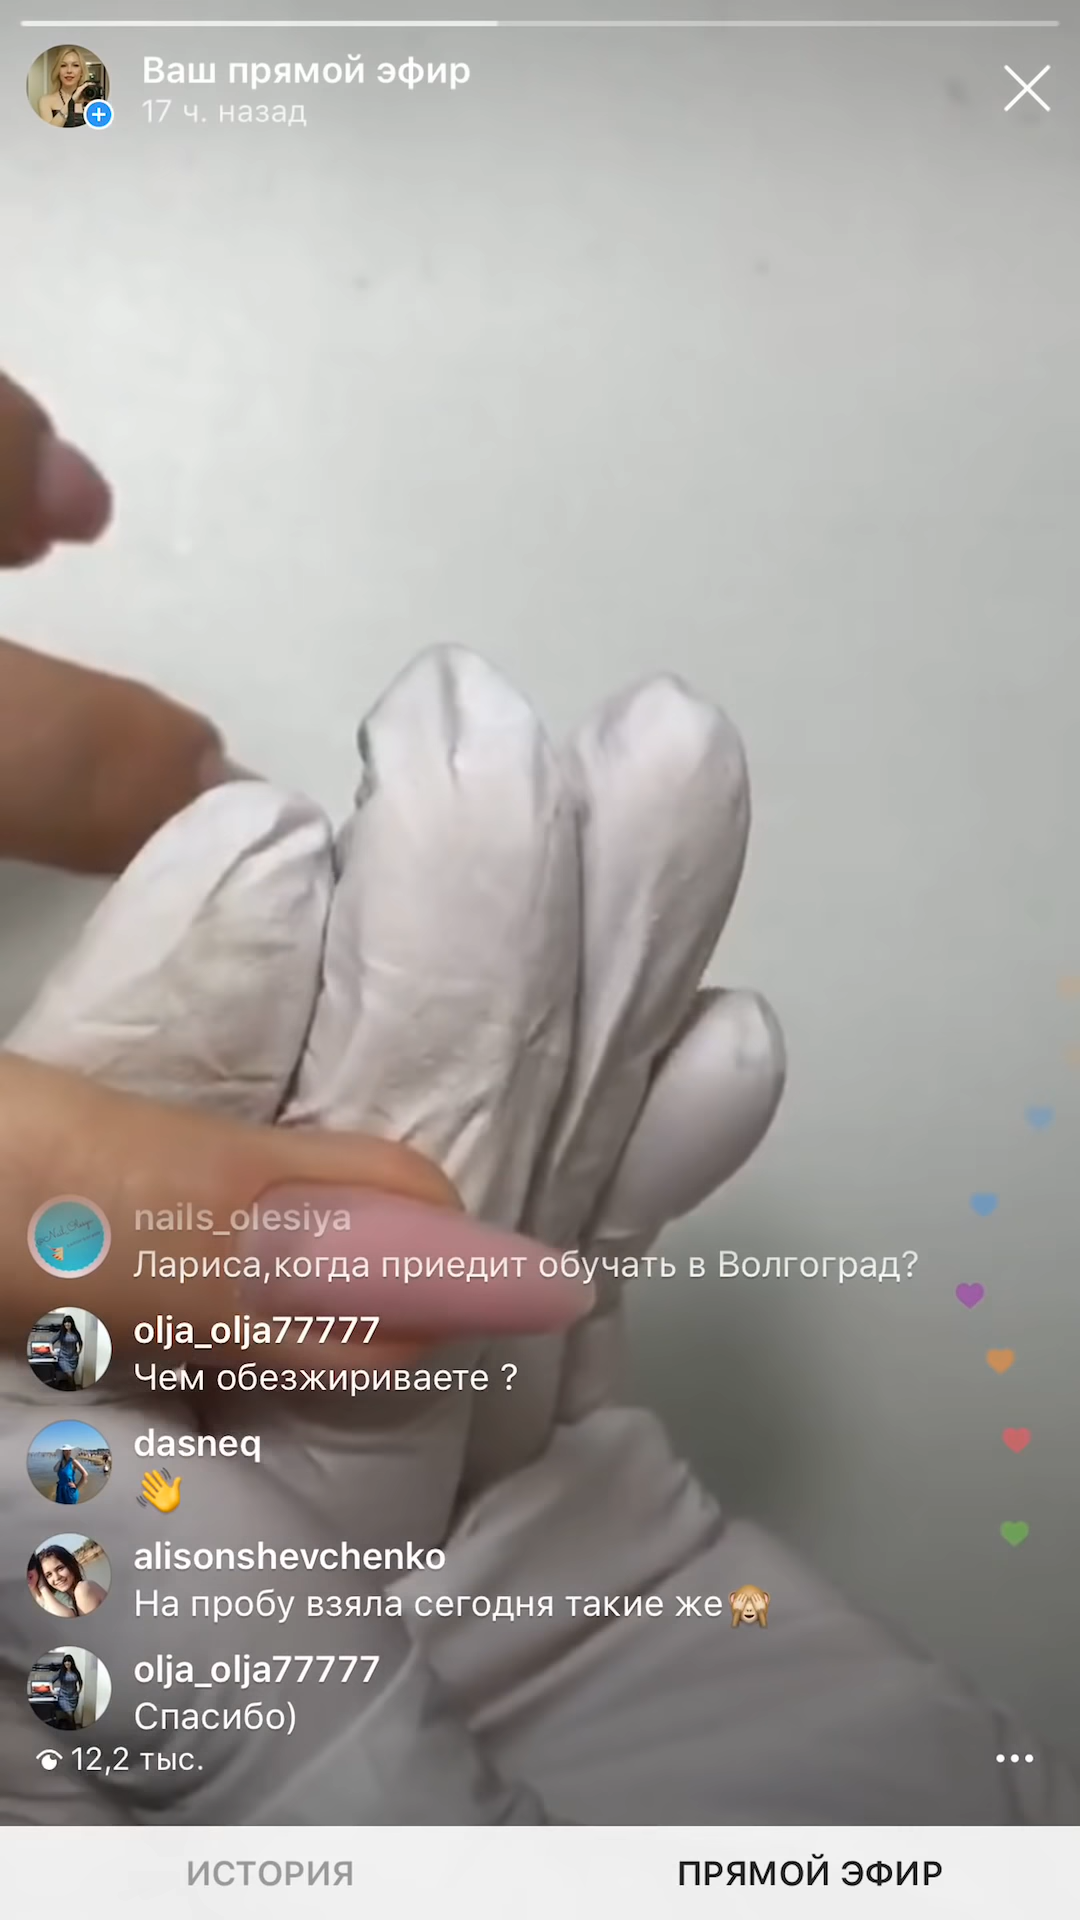 Ваш прямой эфир
17 ч. назад
nails_olesiya
Лариса,когда приедит обучать в Волгоград?
olja_olja77777
Чем обезжириваете ?
dasneq
👋
alisonshevchenko
На пробу взяла сегодня такие же🙈
olja_olja77777
Спасибо)
12,2 тыс.
ИСТОРИЯ
ПРЯМОЙ ЭФИР